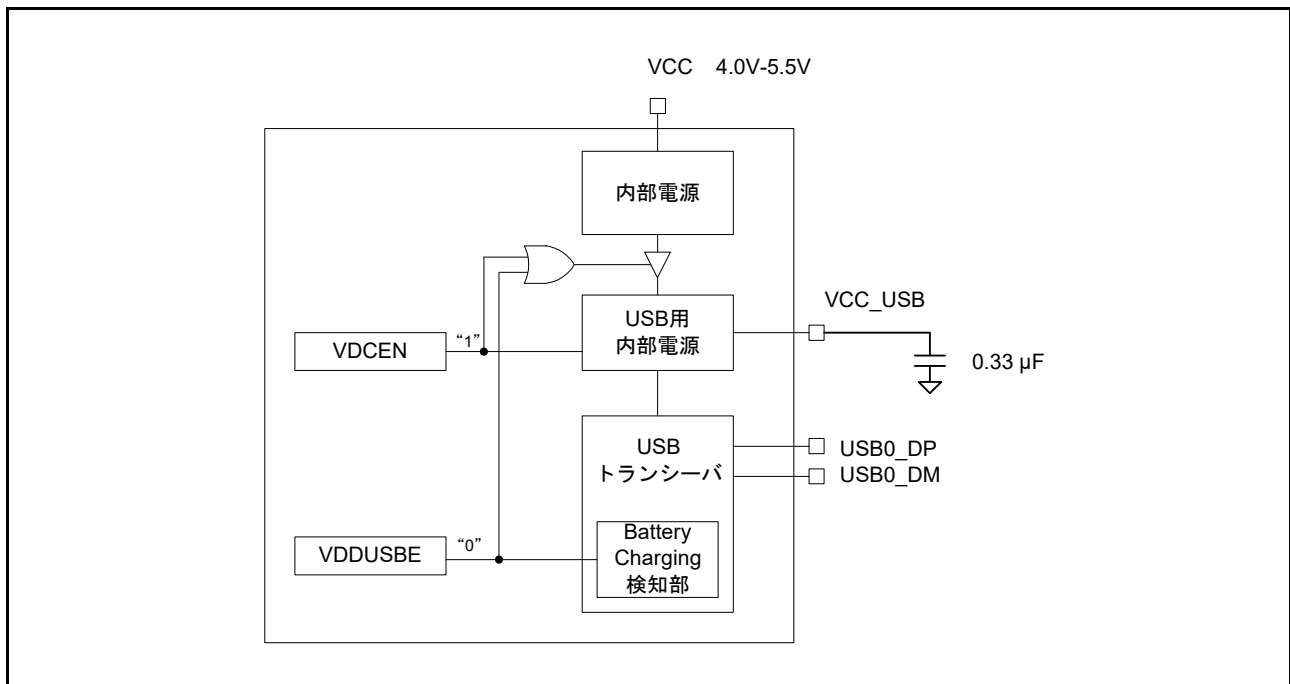 VCC 4.0V-5.5V
内部電源
VCC_USB
USB用
内部電源
VDCEN
“1”
0.33 µF
USB
トランシーバ
USB0_DP
USB0_DM
Battery
Charging
検知部
VDDUSBE
“0”